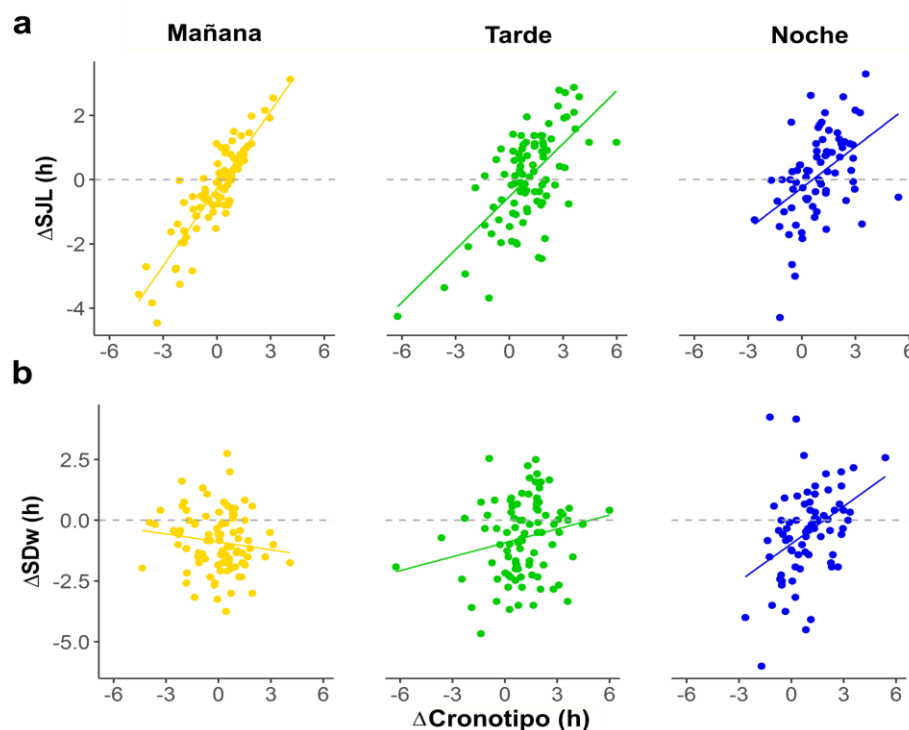 a
Mañana Tarde Noche
ΔSJL (h)
2
0
-2
-4
-6 -3 0 3 6
-6 -3 0 3 6
-6 -3 0 3 6
b
ΔSDw (h)
2.5
0.0
-2.5
-5.0
-6 -3 0 3 6
-6 -3 0 3 6
-6 -3 0 3 6
ΔCronotipo (h)